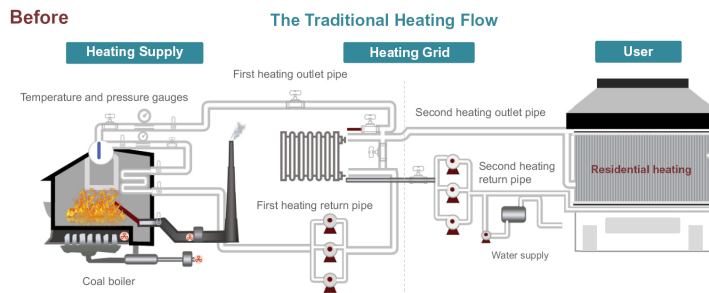 Before
The Traditional Heating Flow
Heating Supply
Heating Grid
User
First heating outlet pipe
Temperature and pressure gauges
Second heating outlet pipe
Second heating
return pipe
Residential heating
First heating return pipe
Water supply
Coal boiler